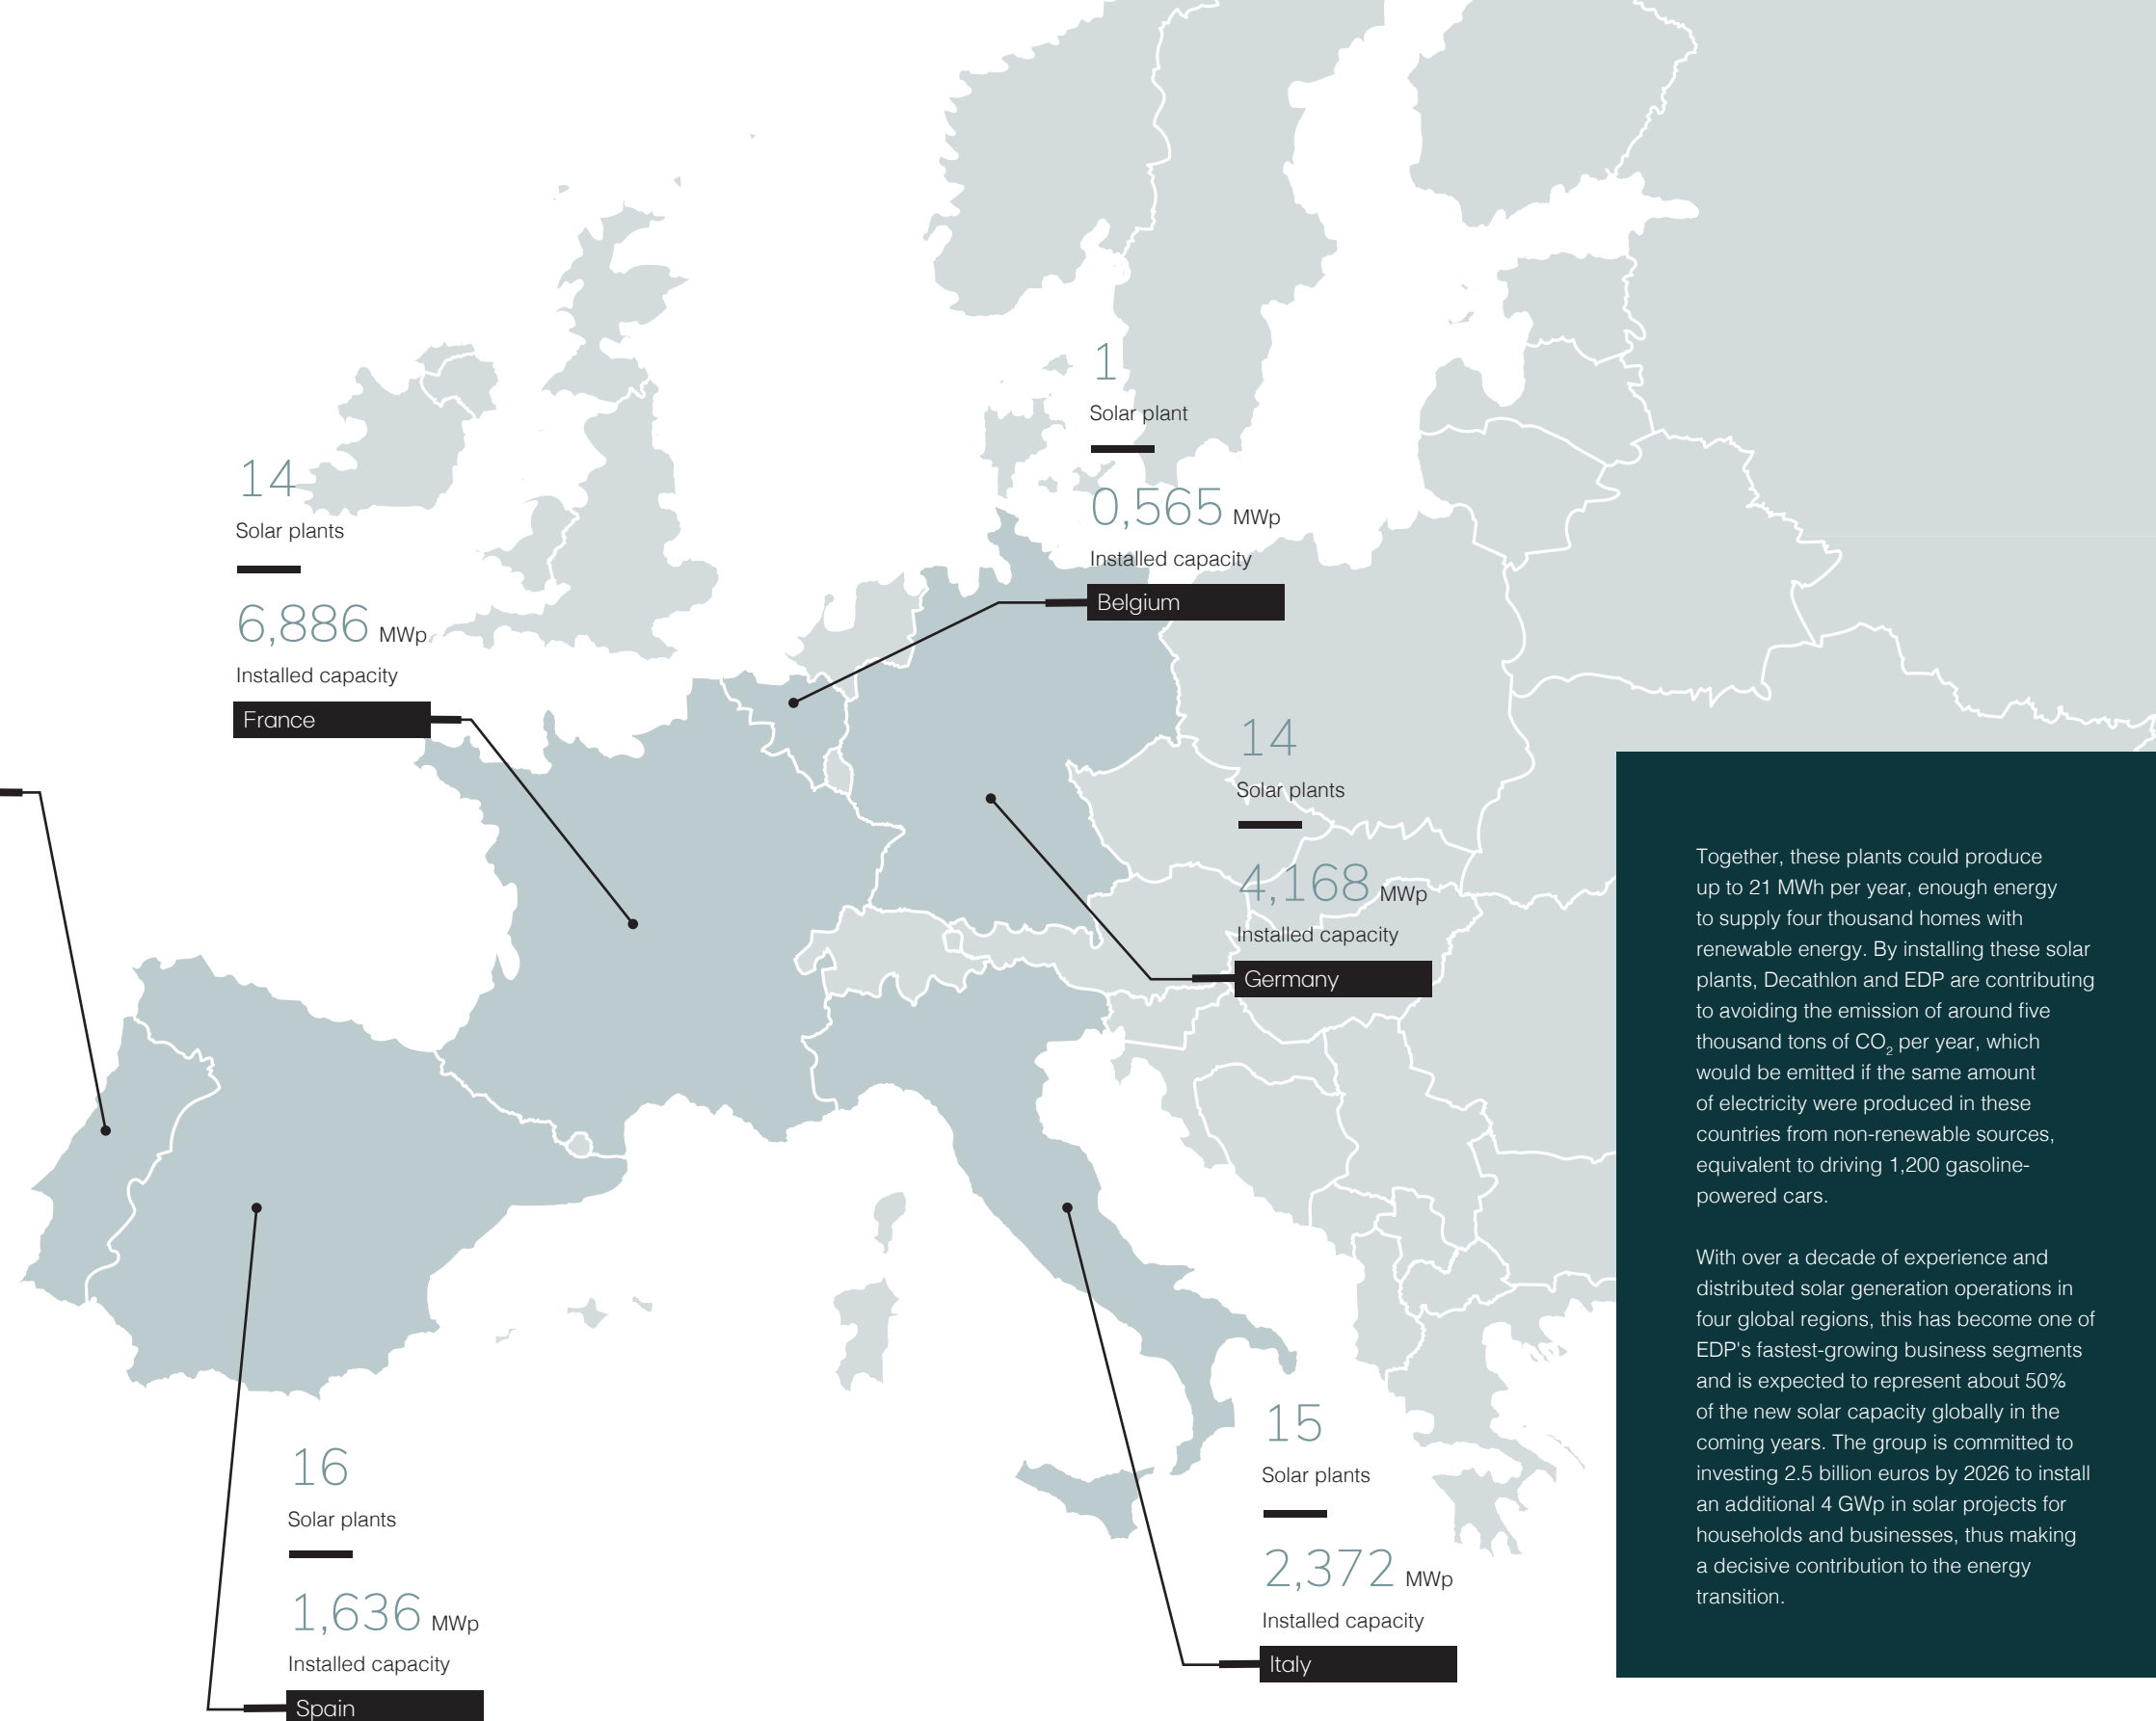 1
Solar plant
0,565 MWp
Installed capacity
Belgium
14
Solar plants
6,886 MWp
Installed capacity
France
14
Solar plants
4,168 MWp
Installed capacity
Germany
16
Solar plants
1,636 MWp
Installed capacity
Spain
15
Solar plants
2,372 MWp
Installed capacity
Italy
Together, these plants could produce
up to 21 MWh per year, enough energy
to supply four thousand homes with
renewable energy. By installing these solar
plants, Decathlon and EDP are contributing
to avoiding the emission of around five
thousand tons of CO₂ per year, which
would be emitted if the same amount
of electricity were produced in these
countries from non-renewable sources,
equivalent to driving 1,200 gasoline-
powered cars.
With over a decade of experience and
distributed solar generation operations in
four global regions, this has become one of
EDP's fastest-growing business segments
and is expected to represent about 50%
of the new solar capacity globally in the
coming years. The group is committed to
investing 2.5 billion euros by 2026 to install
an additional 4 GWp in solar projects for
households and businesses, thus making
a decisive contribution to the energy
transition.